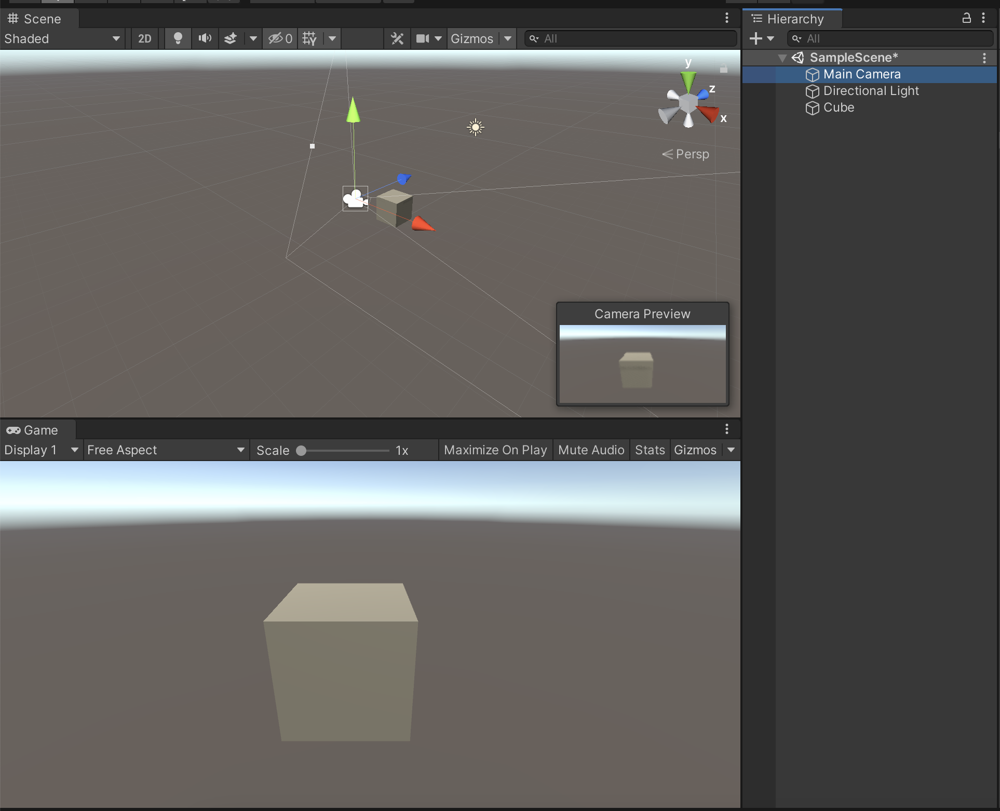 Scene
Shaded 2D 0 Gizmos All
y
z
x
Persp
Camera Preview
Game
Display 1 Free Aspect Scale 1x Maximize On Play Mute Audio Stats Gizmos
Hierarchy
All
SampleScene*
Main Camera
Directional Light
Cube